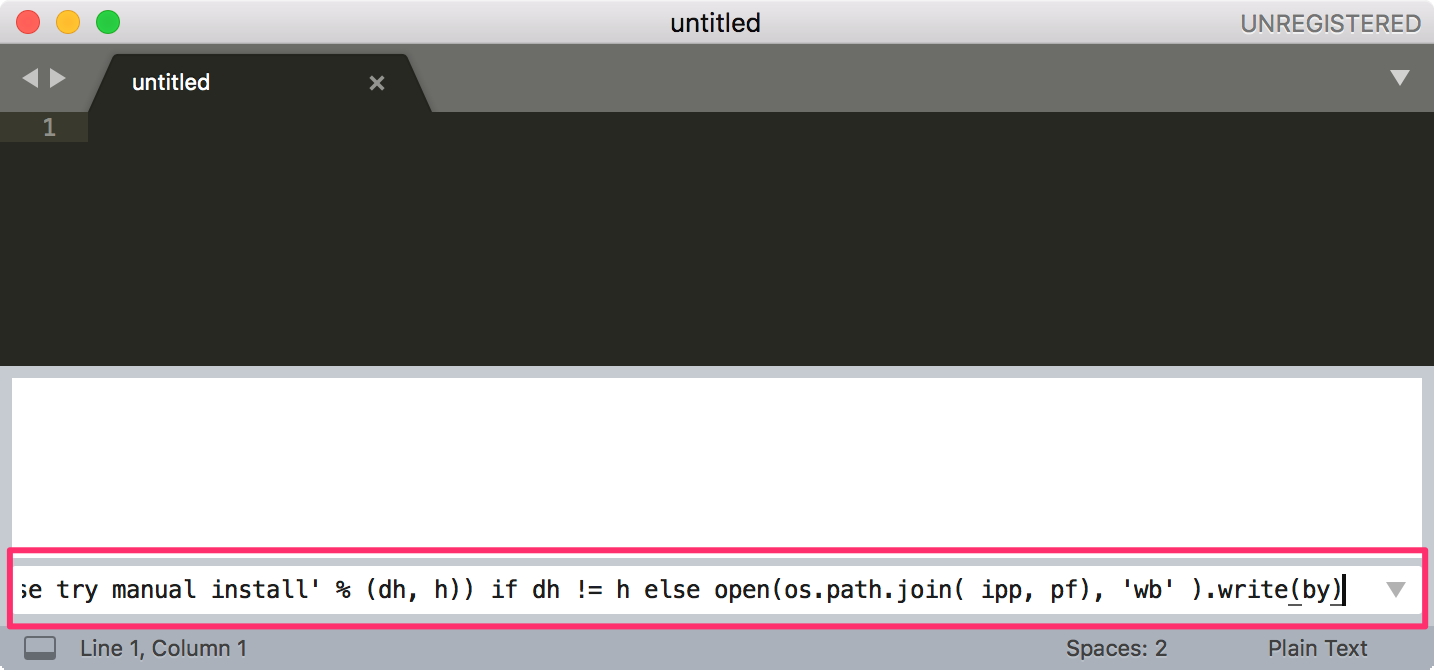 untitled
UNREGISTERED
untitled
1
se try manual install' % (dh, h)) if dh != h else open(os.path.join( ipp, pf), 'wb' ).write(by)
Line 1, Column 1
Spaces: 2
Plain Text